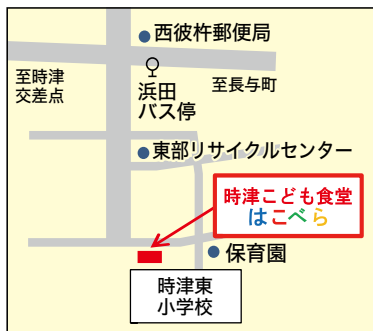 西彼杵郵便局
至時津
交差点
浜田
バス停
至長与町
東部リサイクルセンター
時津こども食堂
はこべら
保育園
時津東
小学校